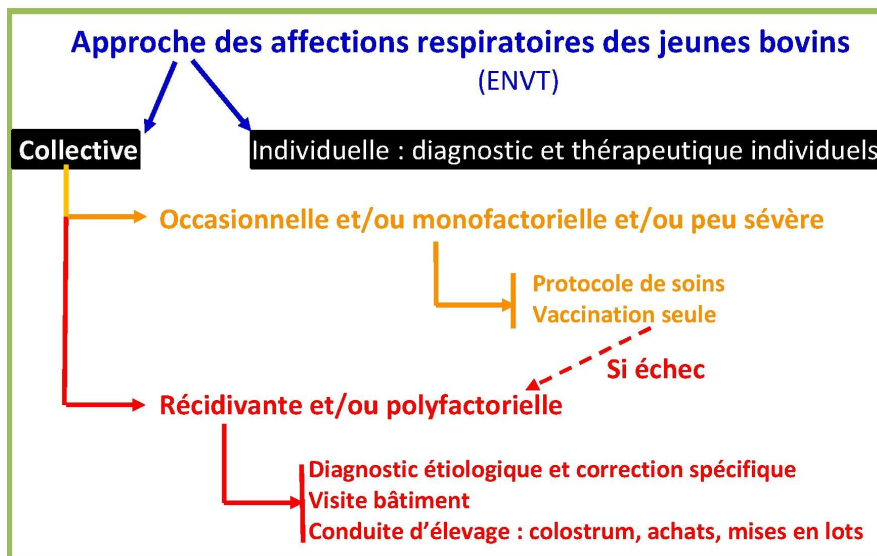 Approche des affections respiratoires des jeunes bovins
(ENVT)
Collective
Individuelle : diagnostic et thérapeutique individuels
Occasionnelle et/ou monofactorielle et/ou peu sévère
Protocole de soins
Vaccination seule
Si échec
Récidivante et/ou polyfactorielle
Diagnostic étiologique et correction spécifique
Visite bâtiment
Conduite d'élevage : colostrum, achats, mises en lots